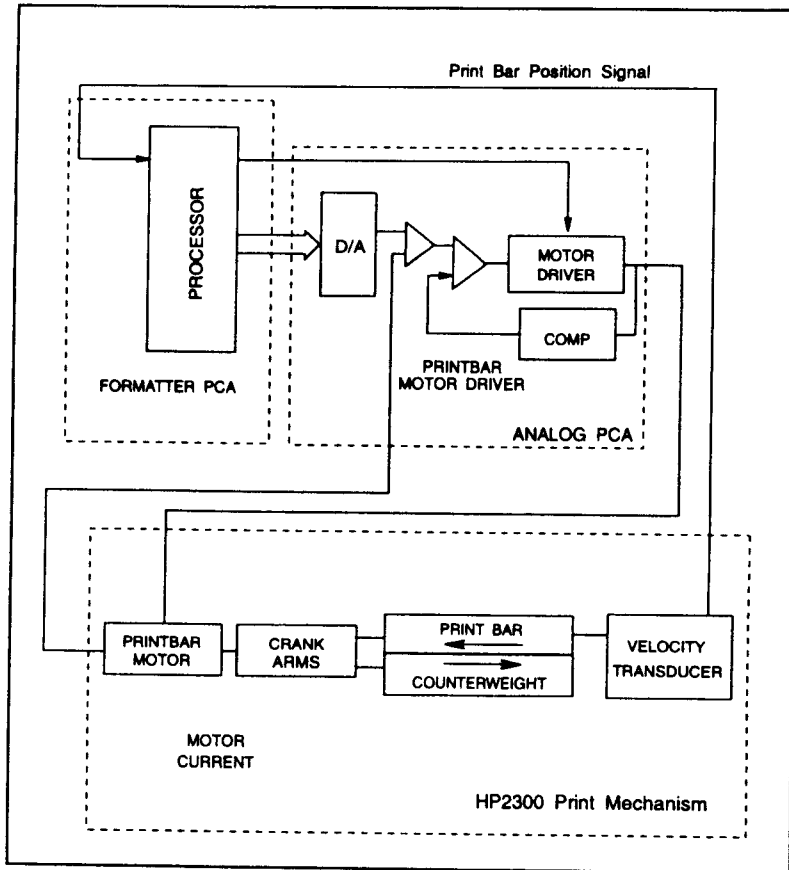 Print Bar Position Signal
PROCESSOR
D/A
MOTOR
DRIVER
COMP
PRINTBAR
MOTOR DRIVER
FORMATTER PCA
ANALOG PCA
PRINTBAR
MOTOR
CRANK
ARMS
PRINT BAR
COUNTERWEIGHT
VELOCITY
TRANSDUCER
MOTOR
CURRENT
HP2300 Print Mechanism